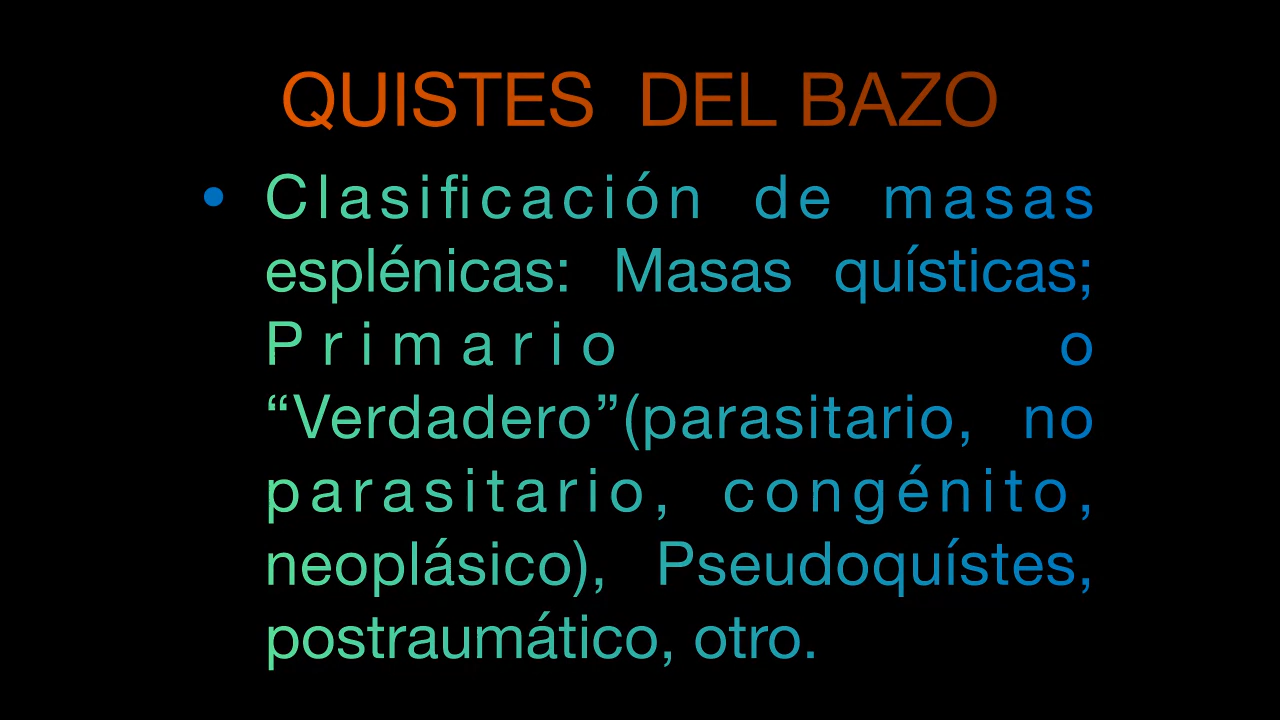 QUISTES DEL BAZO
• Clasificación de masas
esplénicas: Masas quísticas;
Primario o
“Verdadero”(parasitario, no
parasitario, congénito,
neoplásico), Pseudoquístes,
postraumático, otro.